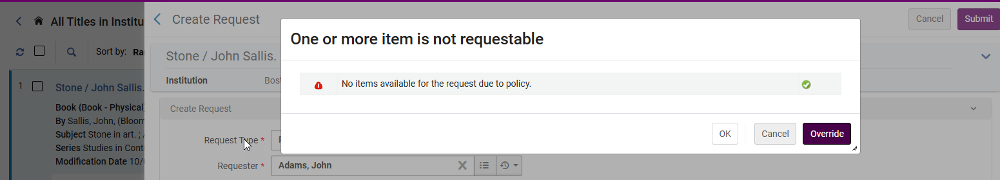 All Titles in Institu
Create Request
Cancel
Submit
One or more item is not requestable
Sort by:
Stone / John Sallis.
No items available for the request due to policy.
Institution
1
Stone / John Sallis.
Book {Book - Physical}
Create Request
By Sallis, John, (Bloom
OK
Cancel
Override
Subject Stone in art. ;
Request Type *
Series Studies in Cont
Modification Date 10/
Requester *
Adams, John